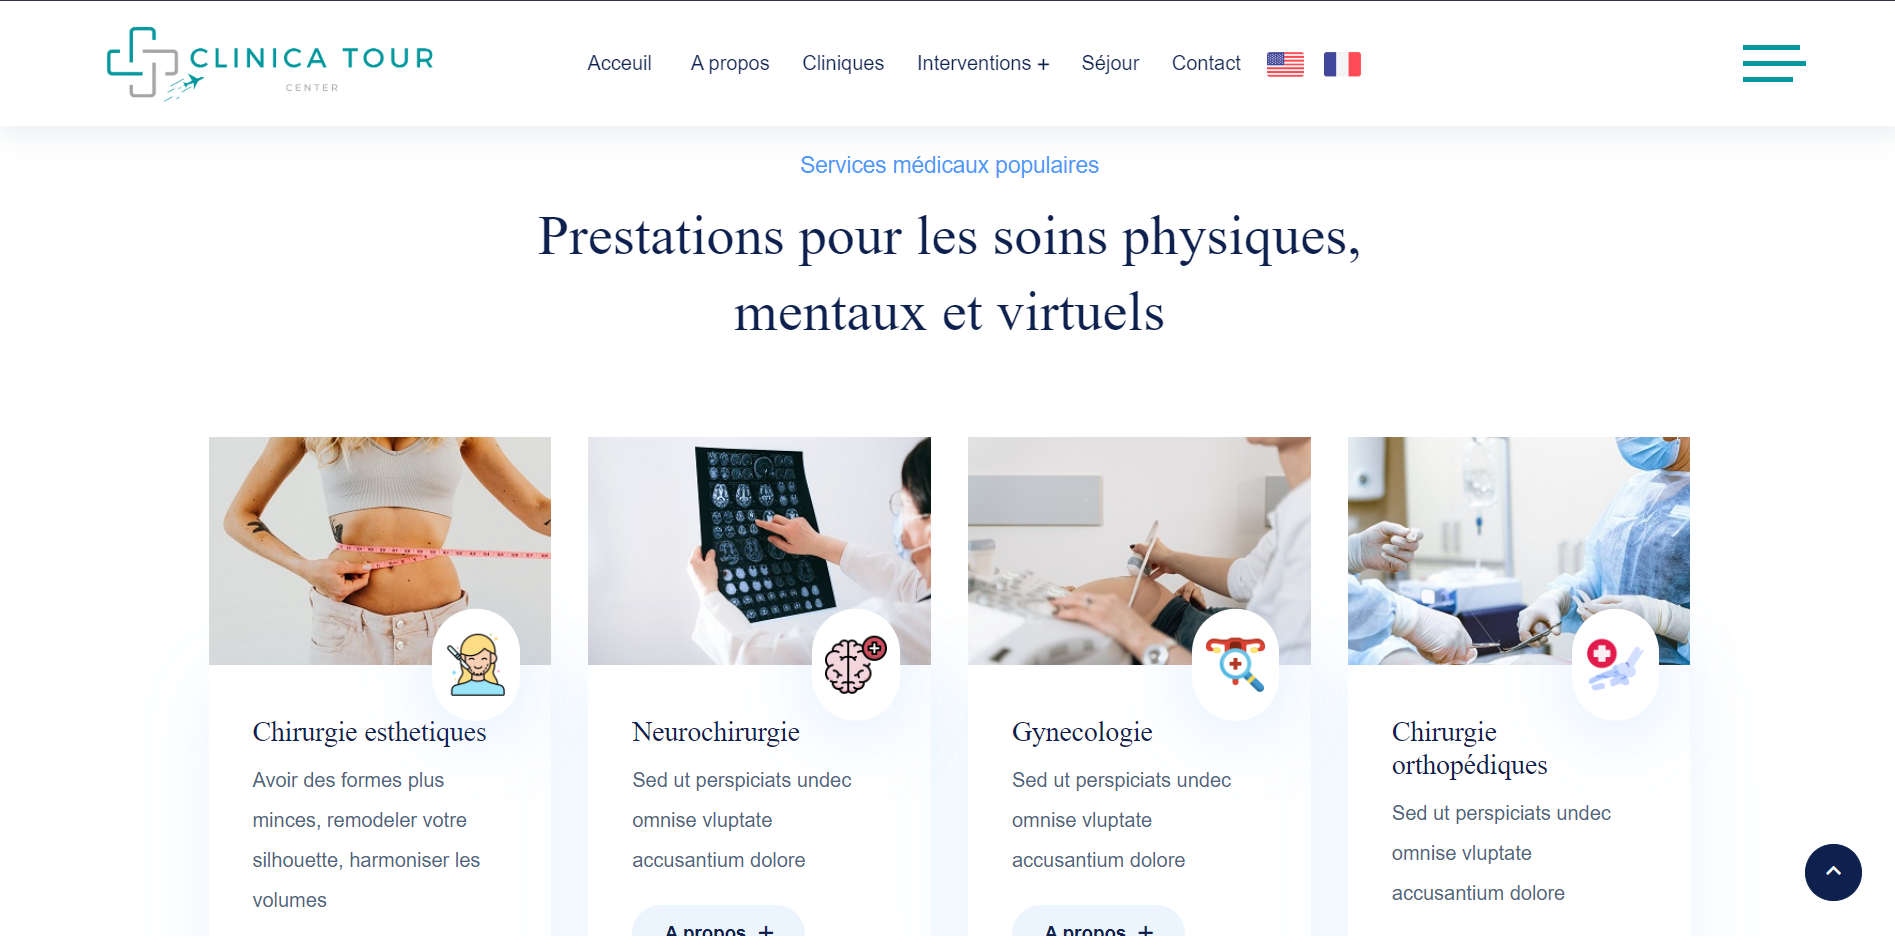 CLINICA TOUR
CENTER
Acceuil A propos Cliniques Interventions + Séjour Contact
Services médicaux populaires
Prestations pour les soins physiques,
mentaux et virtuels
Chirurgie esthetiques
Avoir des formes plus
minces, remodeler votre
silhouette, harmoniser les
volumes
Neurochirurgie
Sed ut perspiciats undec
omnise vluptate
accusantium dolore
A propos +
Gynecologie
Sed ut perspiciats undec
omnise vluptate
accusantium dolore
A propos +
Chirurgie
orthopédiques
Sed ut perspiciats undec
omnise vluptate
accusantium dolore